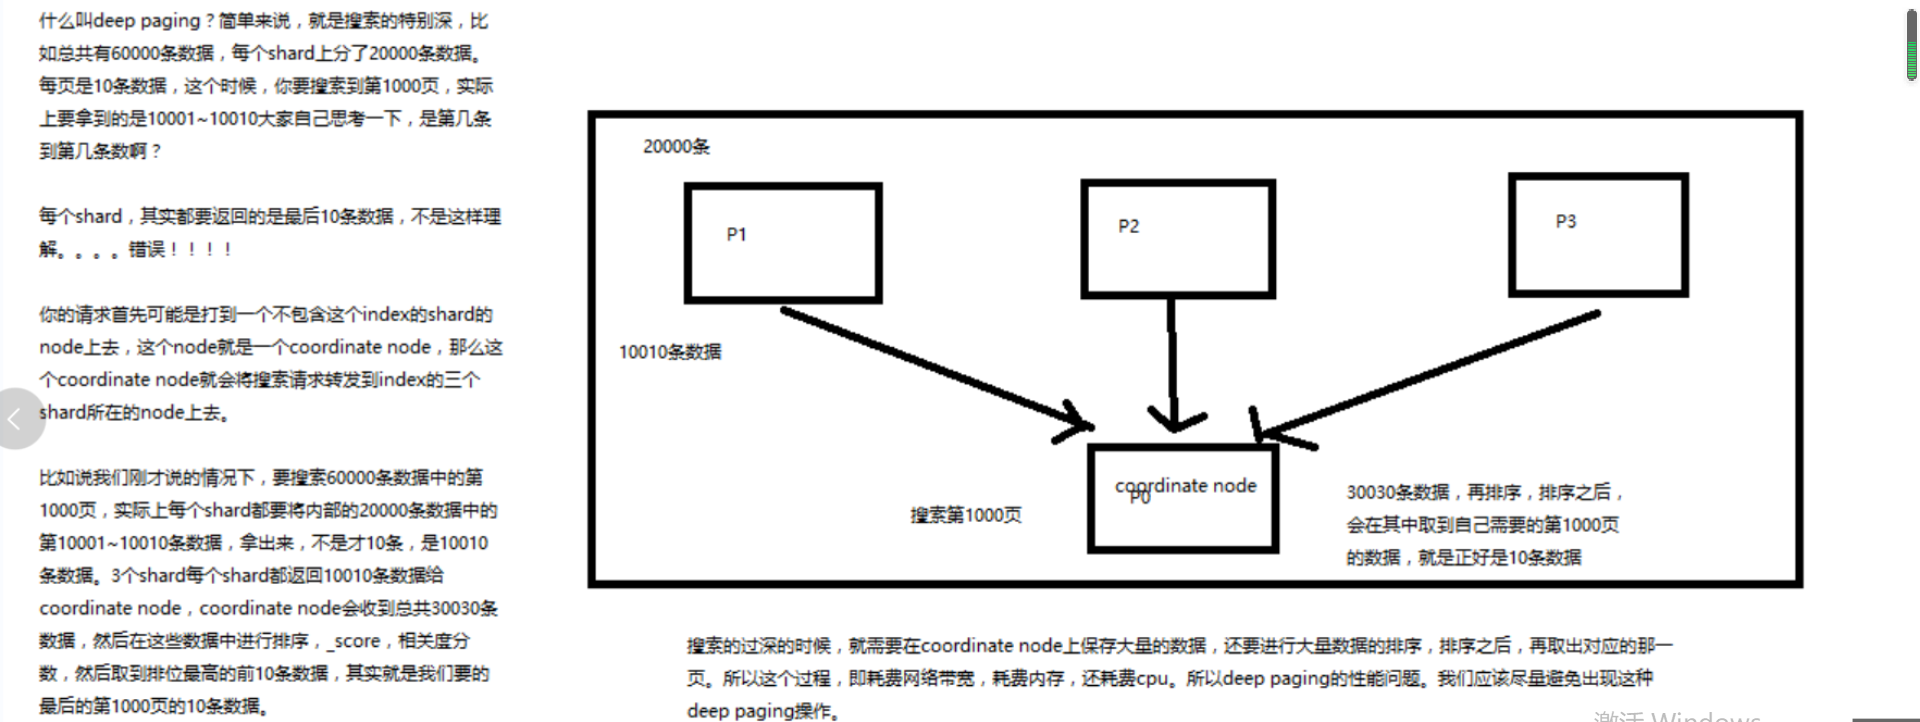 什么叫deep paging？简单来说，就是搜索的特别深，比
如总共有60000条数据，每个shard上分了20000条数据。
每页是10条数据，这个时候，你要搜索到第1000页，实际
上要拿到的是10001~10010大家自己思考一下，是第几条
到第几条数啊？
每个shard，其实都要返回的是最后10条数据，不是这样理
解。。。。错误！！！！
你的请求首先可能是打到一个不包含这个index的shard的
node上去，这个node就是一个coordinate node，那么这
个coordinate node就会将搜索请求转发到index的三个
shard所在的node上去。
比如说我们刚才说的情况下，要搜索60000条数据中的第
1000页，实际上每个shard都要将内部的20000条数据中的
第10001~10010条数据，拿出来，不是才10条，是10010
条数据。3个shard每个shard都返回10010条数据给
coordinate node，coordinate node会收到总共30030条
数据，然后在这些数据中进行排序，_score，相关度分
数，然后取到排位最高的前10条数据，其实就是我们要的
最后的第1000页的10条数据。
20000条
P1
P2
P3
10010条数据
coordinate node
P0
搜索第1000页
30030条数据，再排序，排序之后，
会在其中取到自己需要的第1000页
的数据，就是正好是10条数据
搜索的过深的时候，就需要在coordinate node上保存大量的数据，还要进行大量数据的排序，排序之后，再取出对应的那一
页。所以这个过程，即耗费网络带宽，耗费内存，还耗费cpu。所以deep paging的性能问题。我们应该尽量避免出现这种
deep paging操作。
激活 Windows